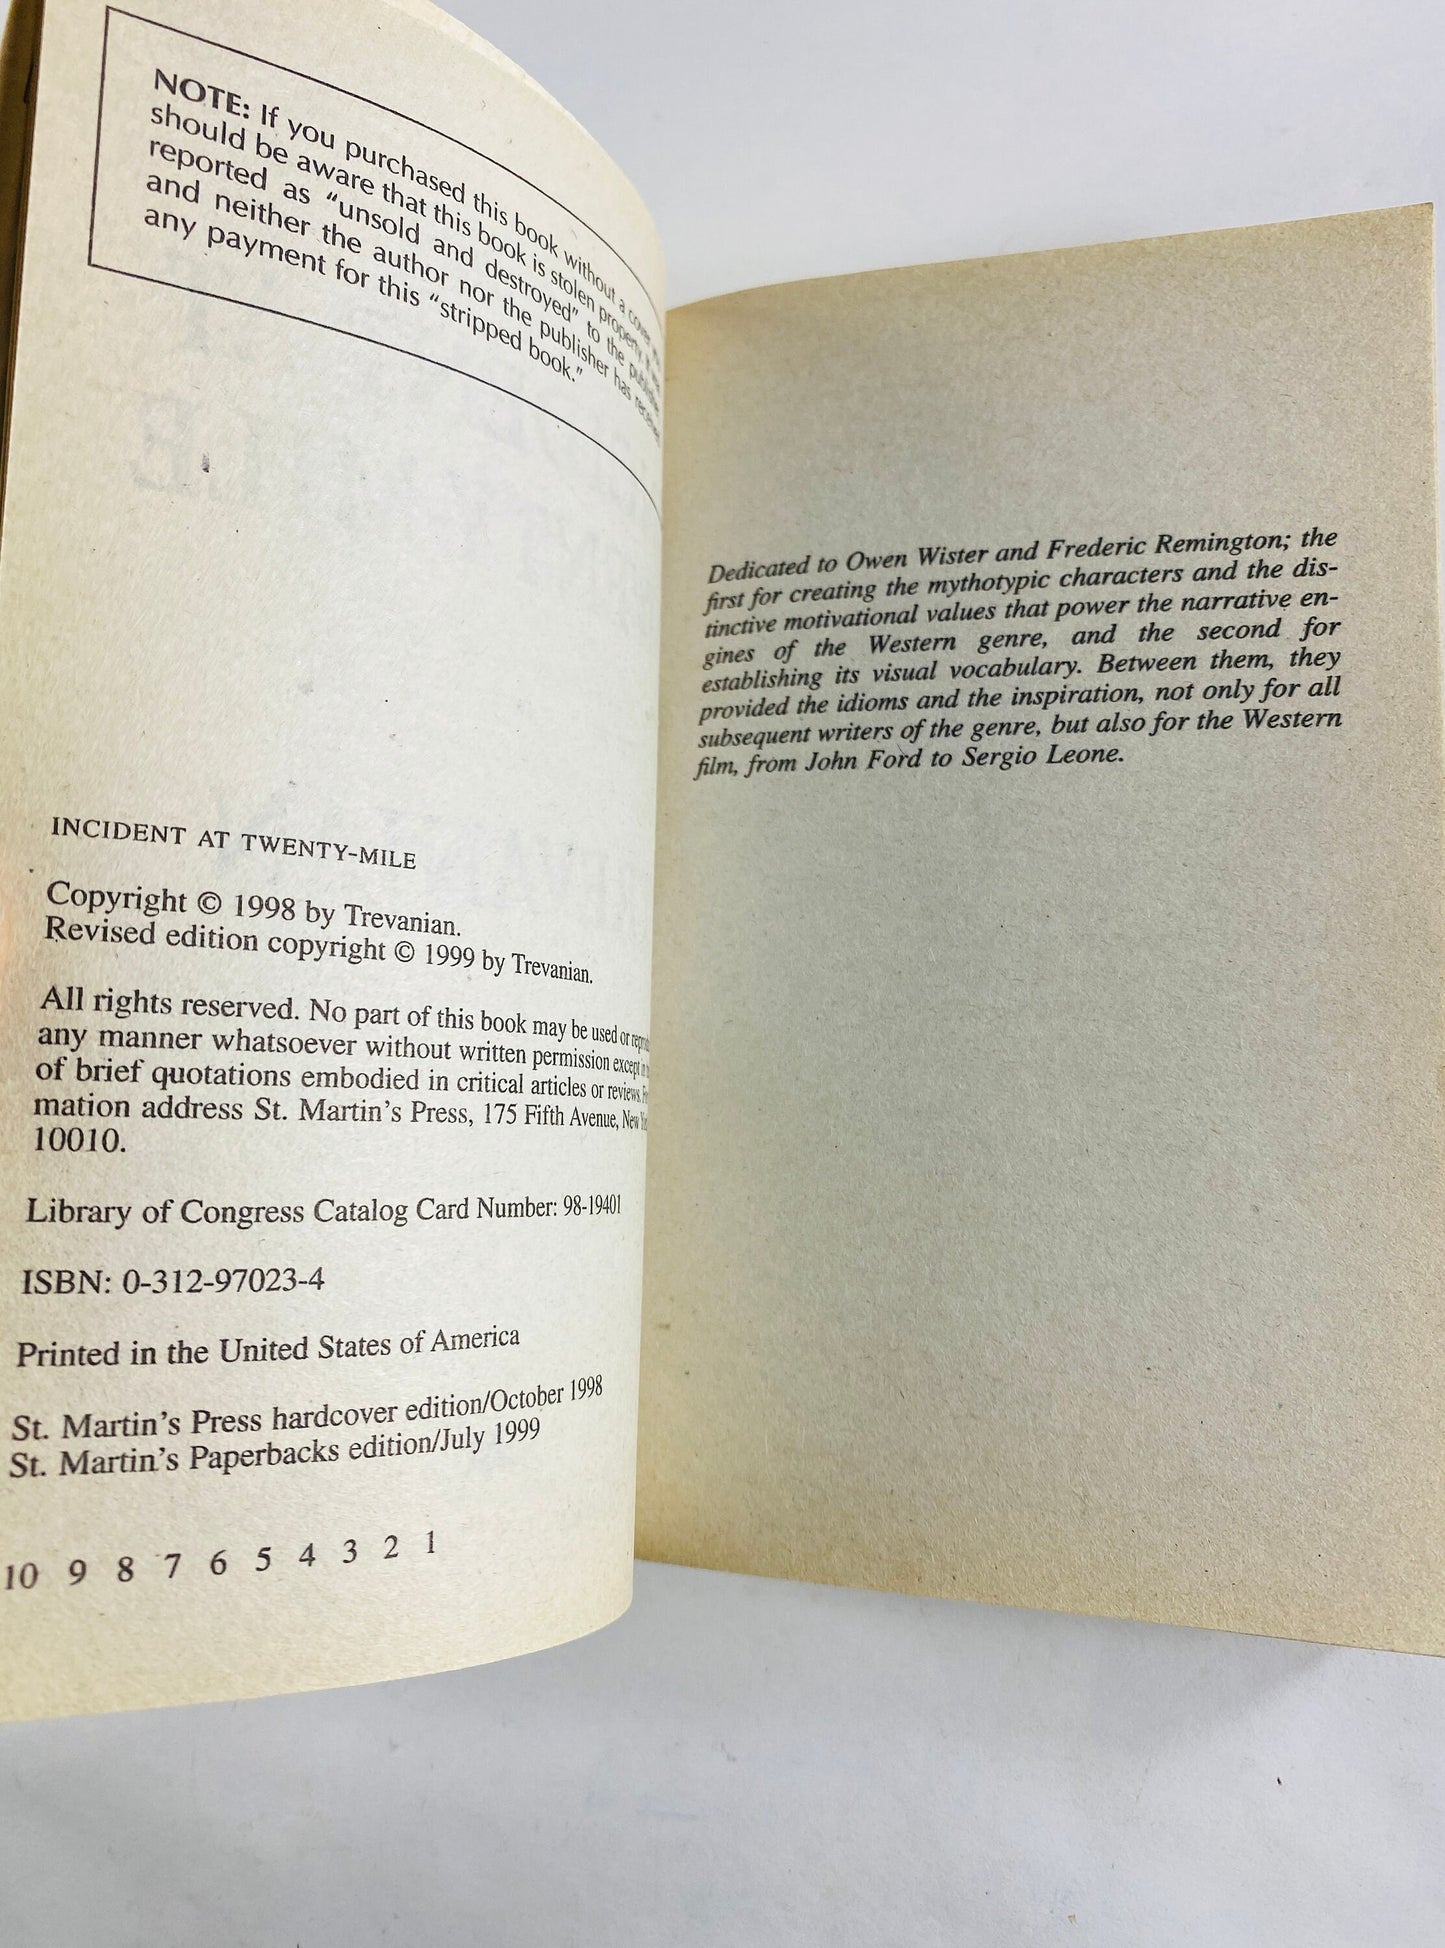 NOTE: If you purchased this book without a cover you
should be aware that this book is stolen property. It was
reported as “unsold and destroyed” to the publisher
and neither the author nor the publisher has received
any payment for this “stripped book.”
INCIDENT AT TWENTY-MILE
Copyright © 1998 by Trevanian.
Revised edition copyright © 1999 by Trevanian.
All rights reserved. No part of this book may be used or
any manner whatsoever without written permission except in
of brief quotations embodied in critical articles or reviews.
mation address St. Martin’s Press, 175 Fifth Avenue, New
10010.
Library of Congress Catalog Card Number: 98-19401
ISBN: 0-312-97023-4
Printed in the United States of America
St. Martin’s Press hardcover edition/October 1998
St. Martin’s Paperbacks edition/July 1999
10 9 8 7 6 5 4 3 2 1
Dedicated to Owen Wister and Frederic Remington; the
first for creating the mythotypic characters and the dis-
tinctive motivational values that power the narrative en-
gines of the Western genre, and the second for
establishing its visual vocabulary. Between them, they
provided the idioms and the inspiration, not only for all
subsequent writers of the genre, but also for the Western
film, from John Ford to Sergio Leone.